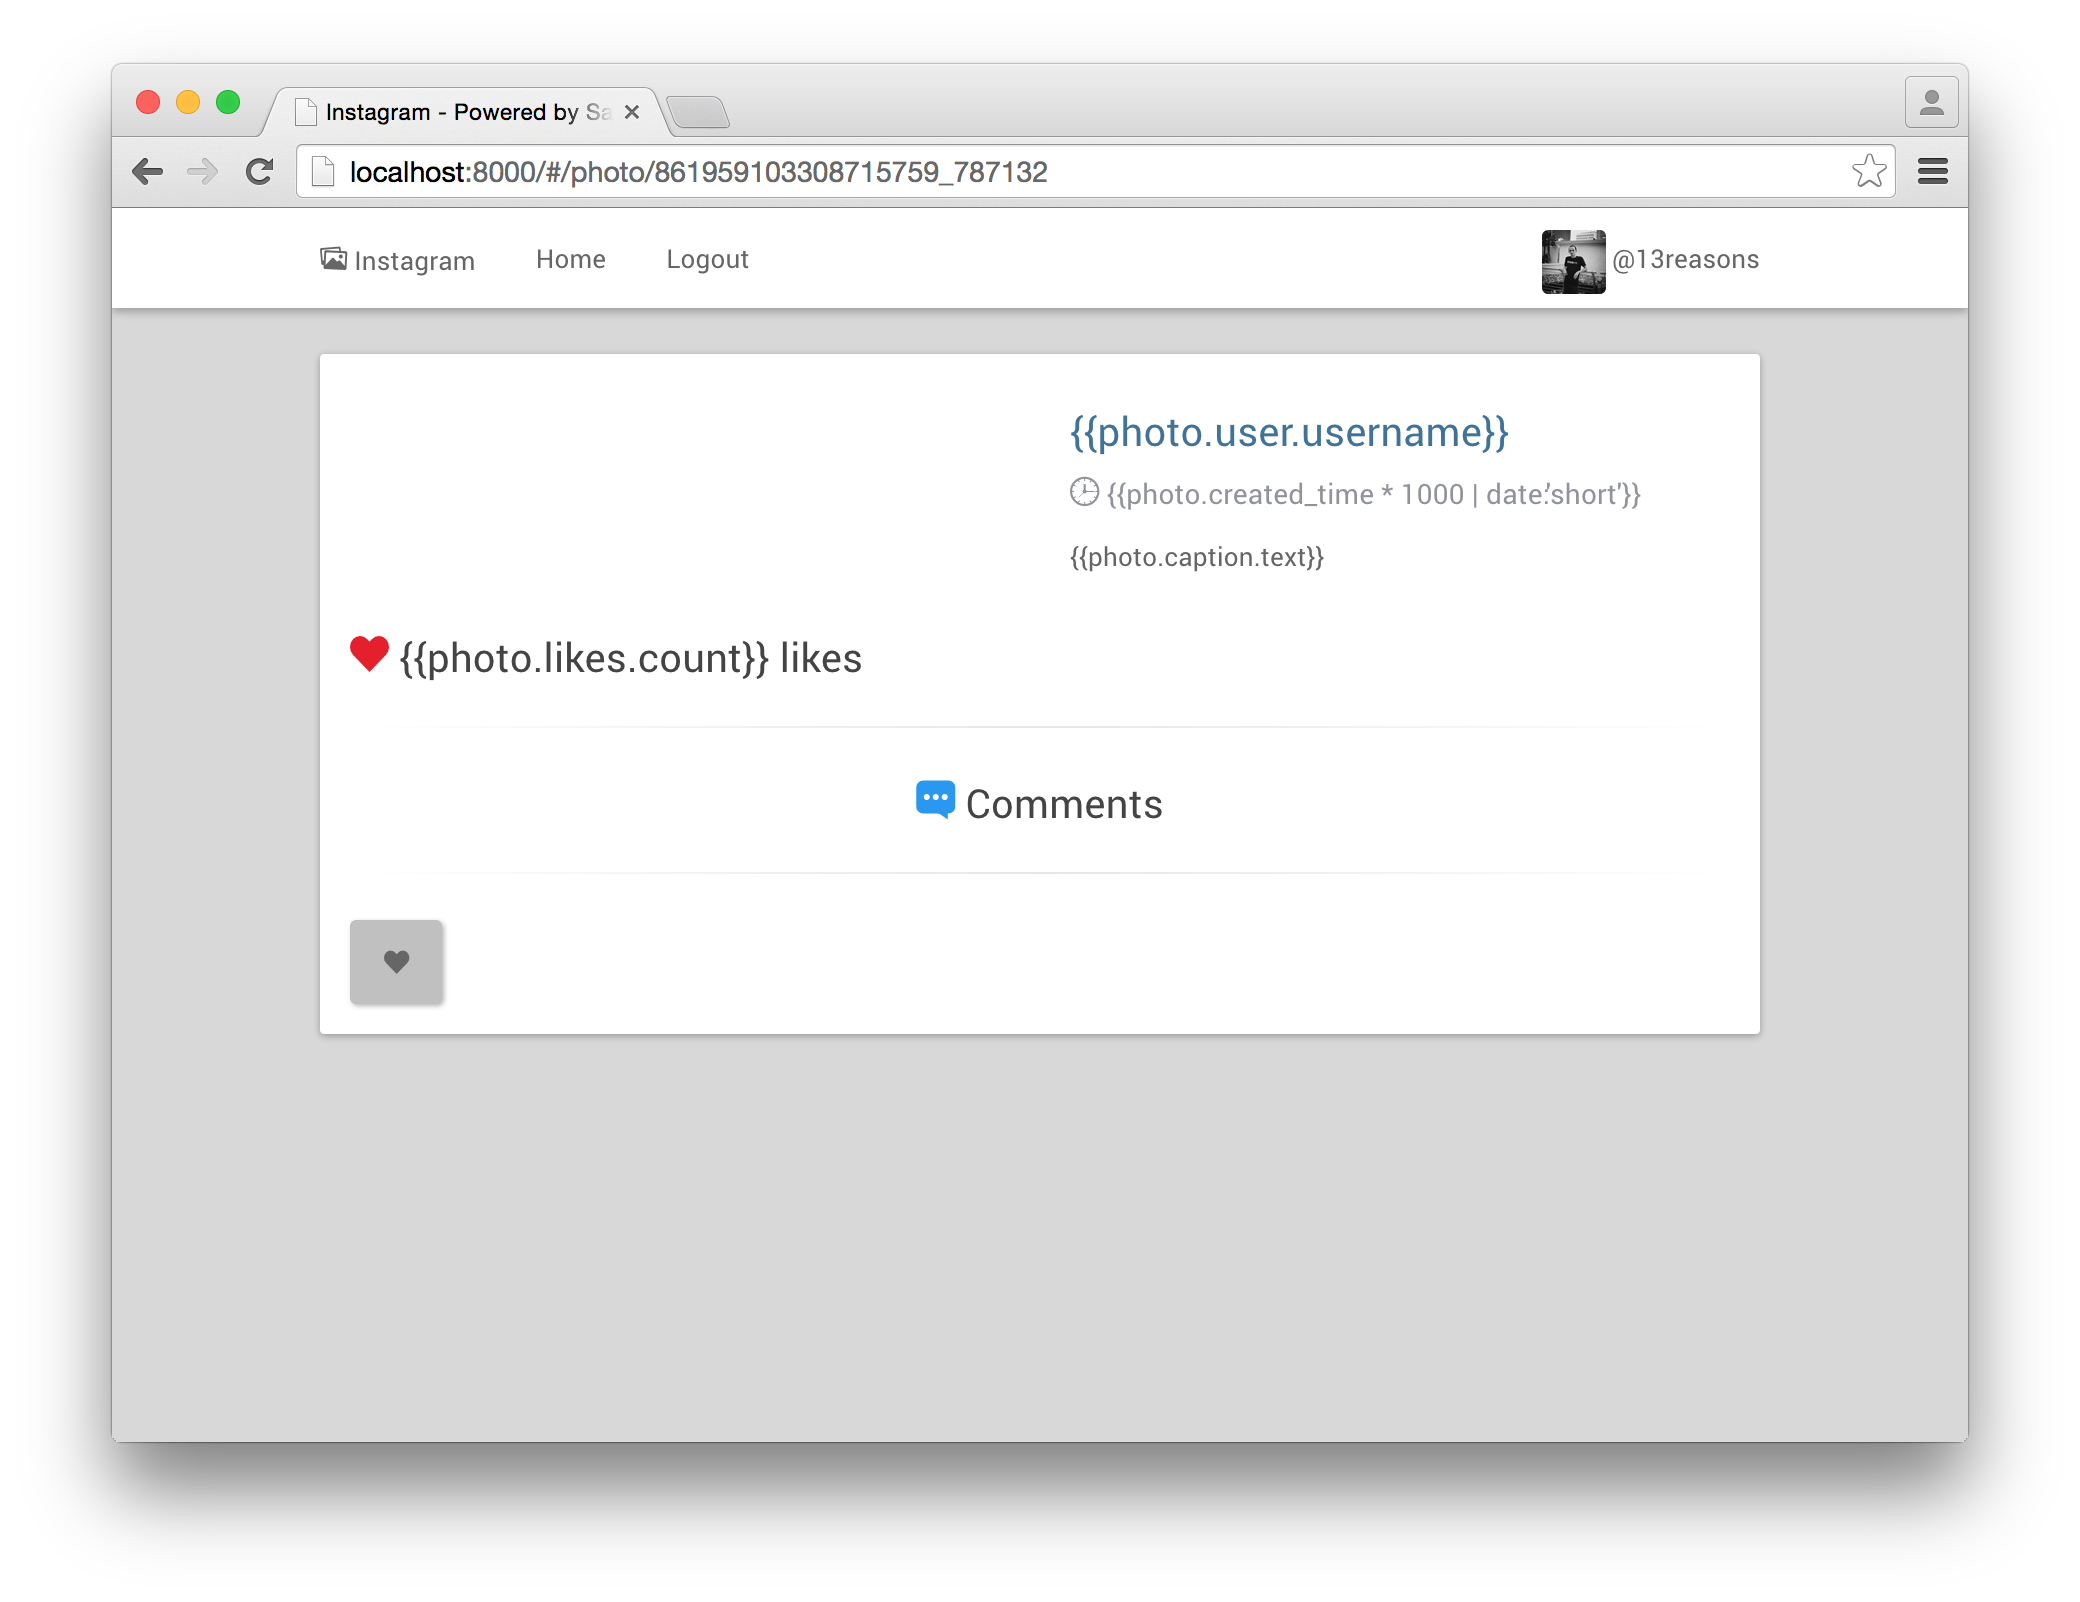 Instagram - Powered by Sa
localhost:8000/#/photo/861959103308715759_787132
Instagram Home Logout @13reasons
{{photo.user.username}}
{{photo.created_time * 1000 | date:'short'}}
{{photo.caption.text}}
{{photo.likes.count}} likes
Comments